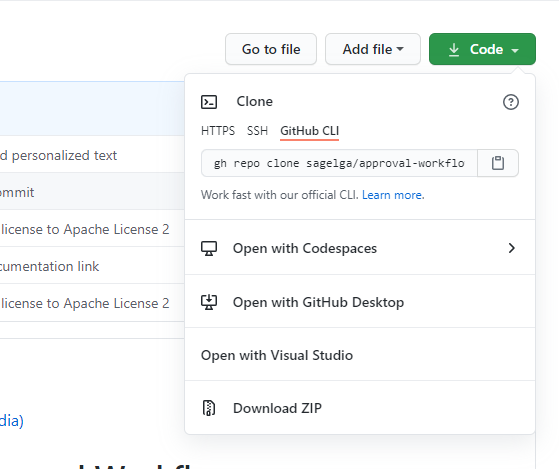 Go to file
Add file
Code
Clone
HTTPS SSH GitHub CLI
gh repo clone sagelga/approval-workflo
Work fast with our official CLI. Learn more.
Open with Codespaces
Open with GitHub Desktop
Open with Visual Studio
Download ZIP
d personalized text
ommit
license to Apache License 2
cumentation link
license to Apache License 2
dia)